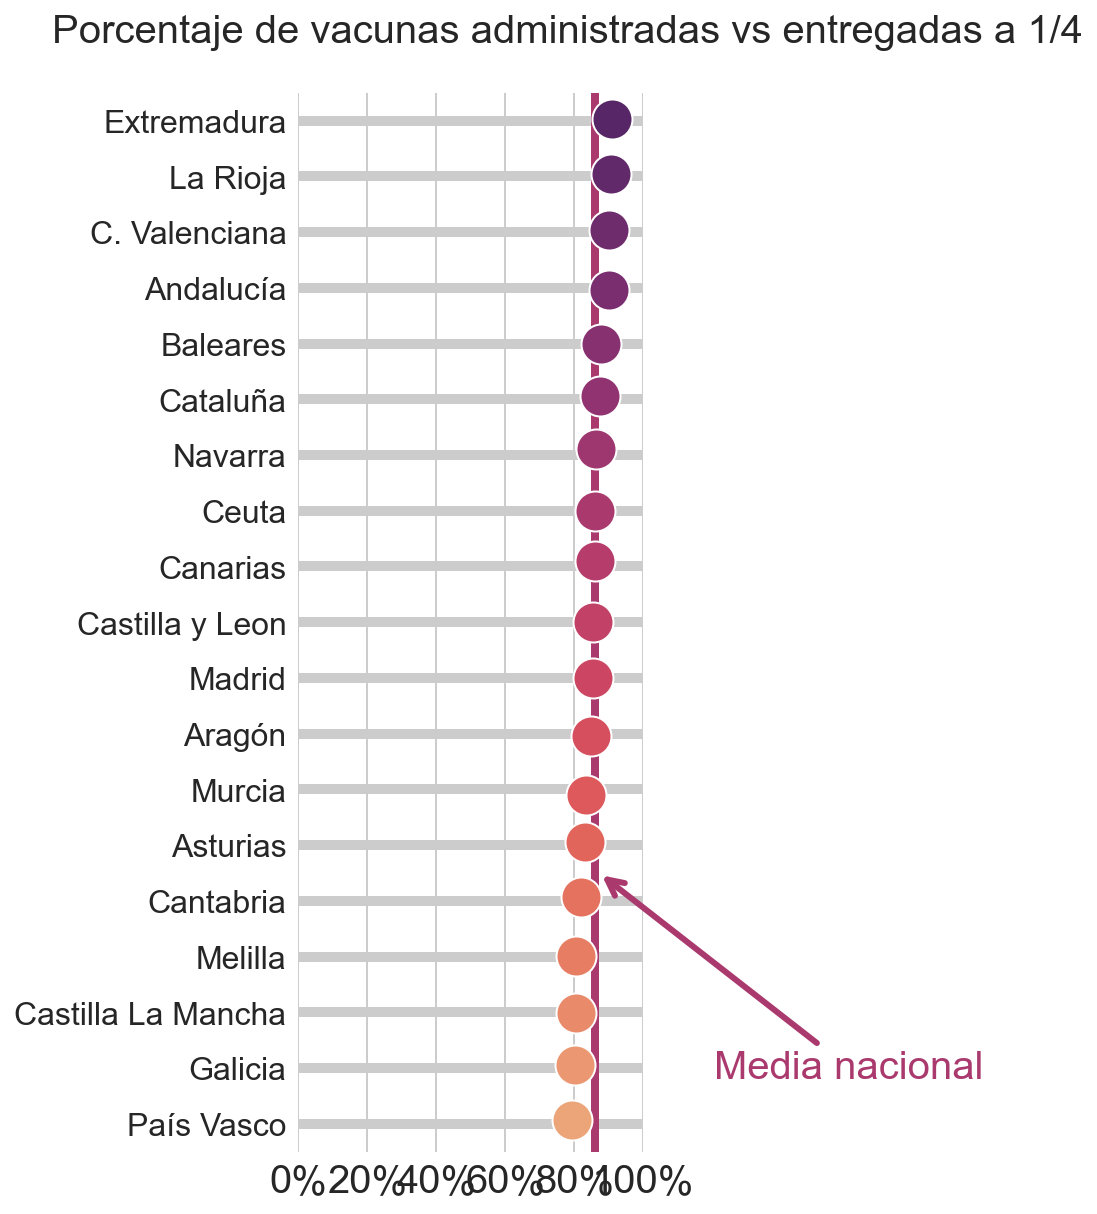 Porcentaje de vacunas administradas vs entregadas a 1/4
Extremadura
La Rioja
C. Valenciana
Andalucía
Baleares
Cataluña
Navarra
Ceuta
Canarias
Castilla y Leon
Madrid
Aragón
Murcia
Asturias
Cantabria
Melilla
Castilla La Mancha
Galicia
País Vasco
Media nacional
0% 20% 40% 60% 80% 100%